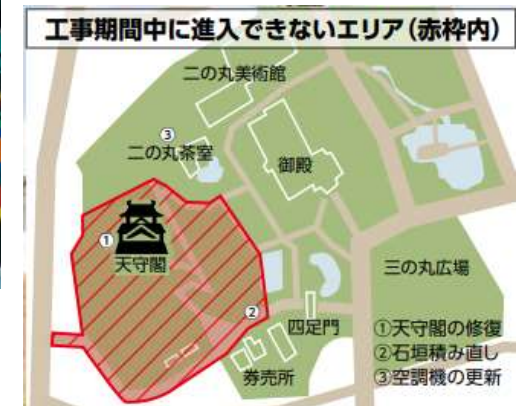 工事期間中に進入できないエリア（赤枠内）
二の丸美術館
③
二の丸茶室
御殿
①
天守閣
三の丸広場
②
四足門
券売所
①天守閣の修復
②石垣積み直し
③空調機の更新